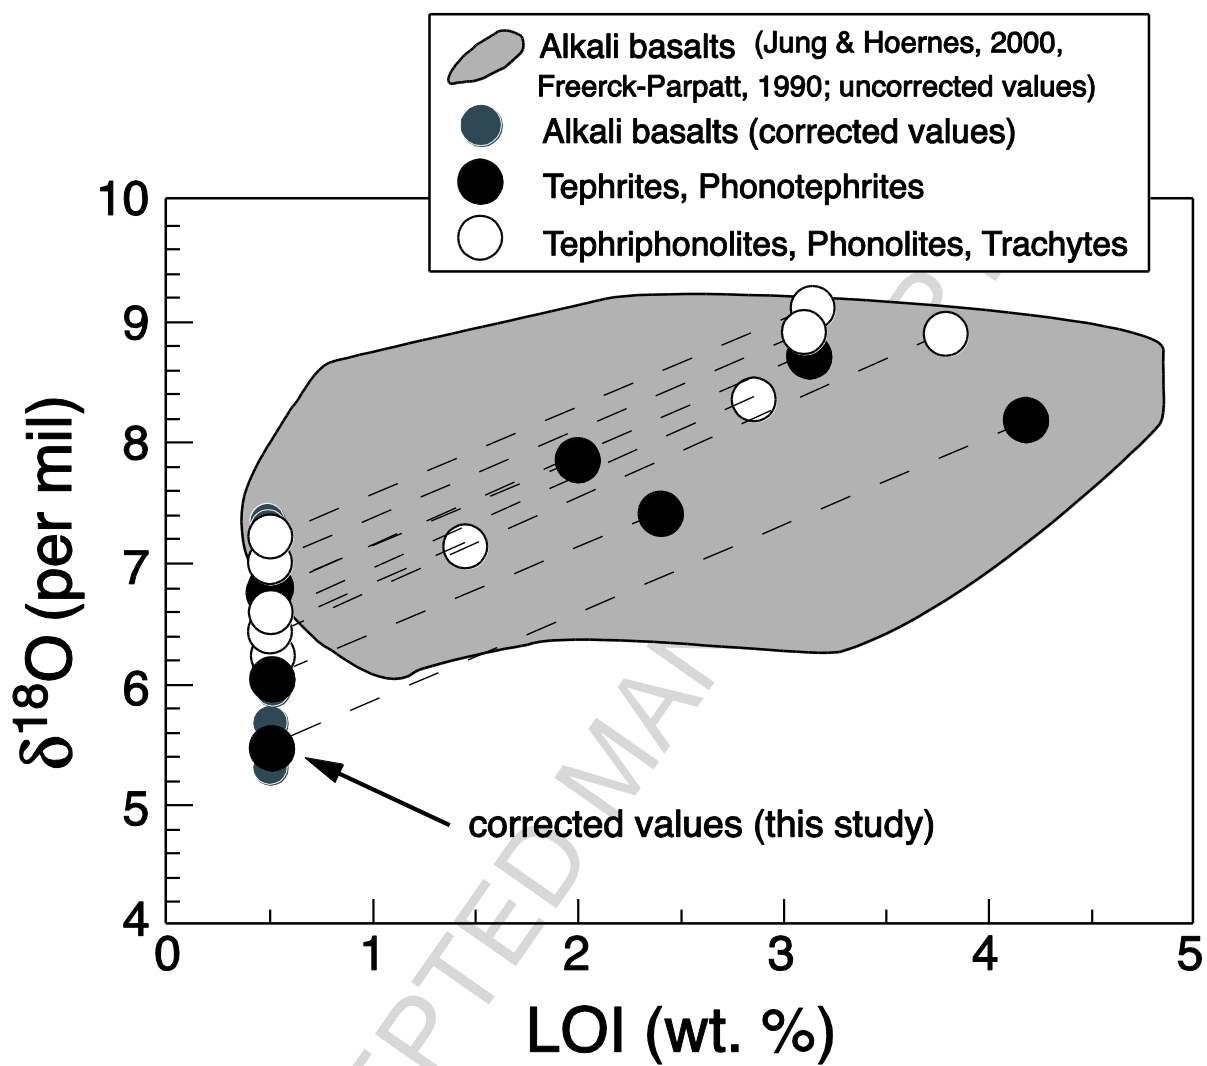 Alkali basalts (Jung & Hoernes, 2000,
Freerck-Parpatt, 1990; uncorrected values)
Alkali basalts (corrected values)
Tephrites, Phonotephrites
Tephriphonolites, Phonolites, Trachytes
10
9
8
7
6
5
4
δ18O (per mil)
corrected values (this study)
0 1 2 3 4 5
LOI (wt. %)
EPTED MAN